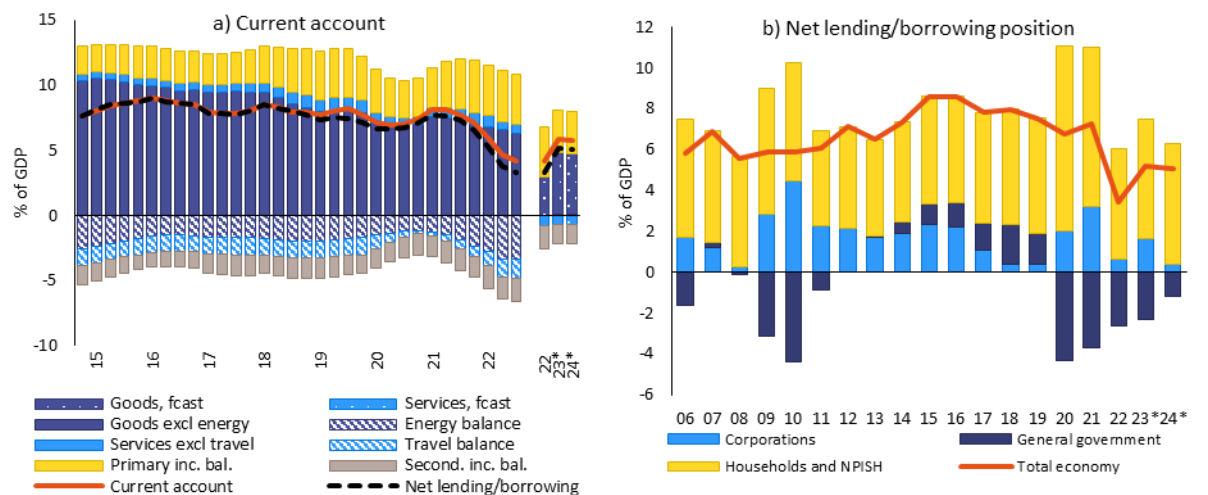 a) Current account
15
10
5
0
-5
-10
% of GDP
15
16
17
18
19
20
21
22
22
23*
24*
Goods, fcast
Services, fcast
Goods excl energy
Energy balance
Services excl travel
Travel balance
Primary inc. bal.
Second. inc. bal.
Current account
Net lending/borrowing
b) Net lending/borrowing position
12
10
8
6
4
2
0
-2
-4
-6
% of GDP
06 07 08 09 10 11 12 13 14 15 16 17 18 19 20 21 22 23* 24*
Corporations
General government
Households and NPISH
Total economy